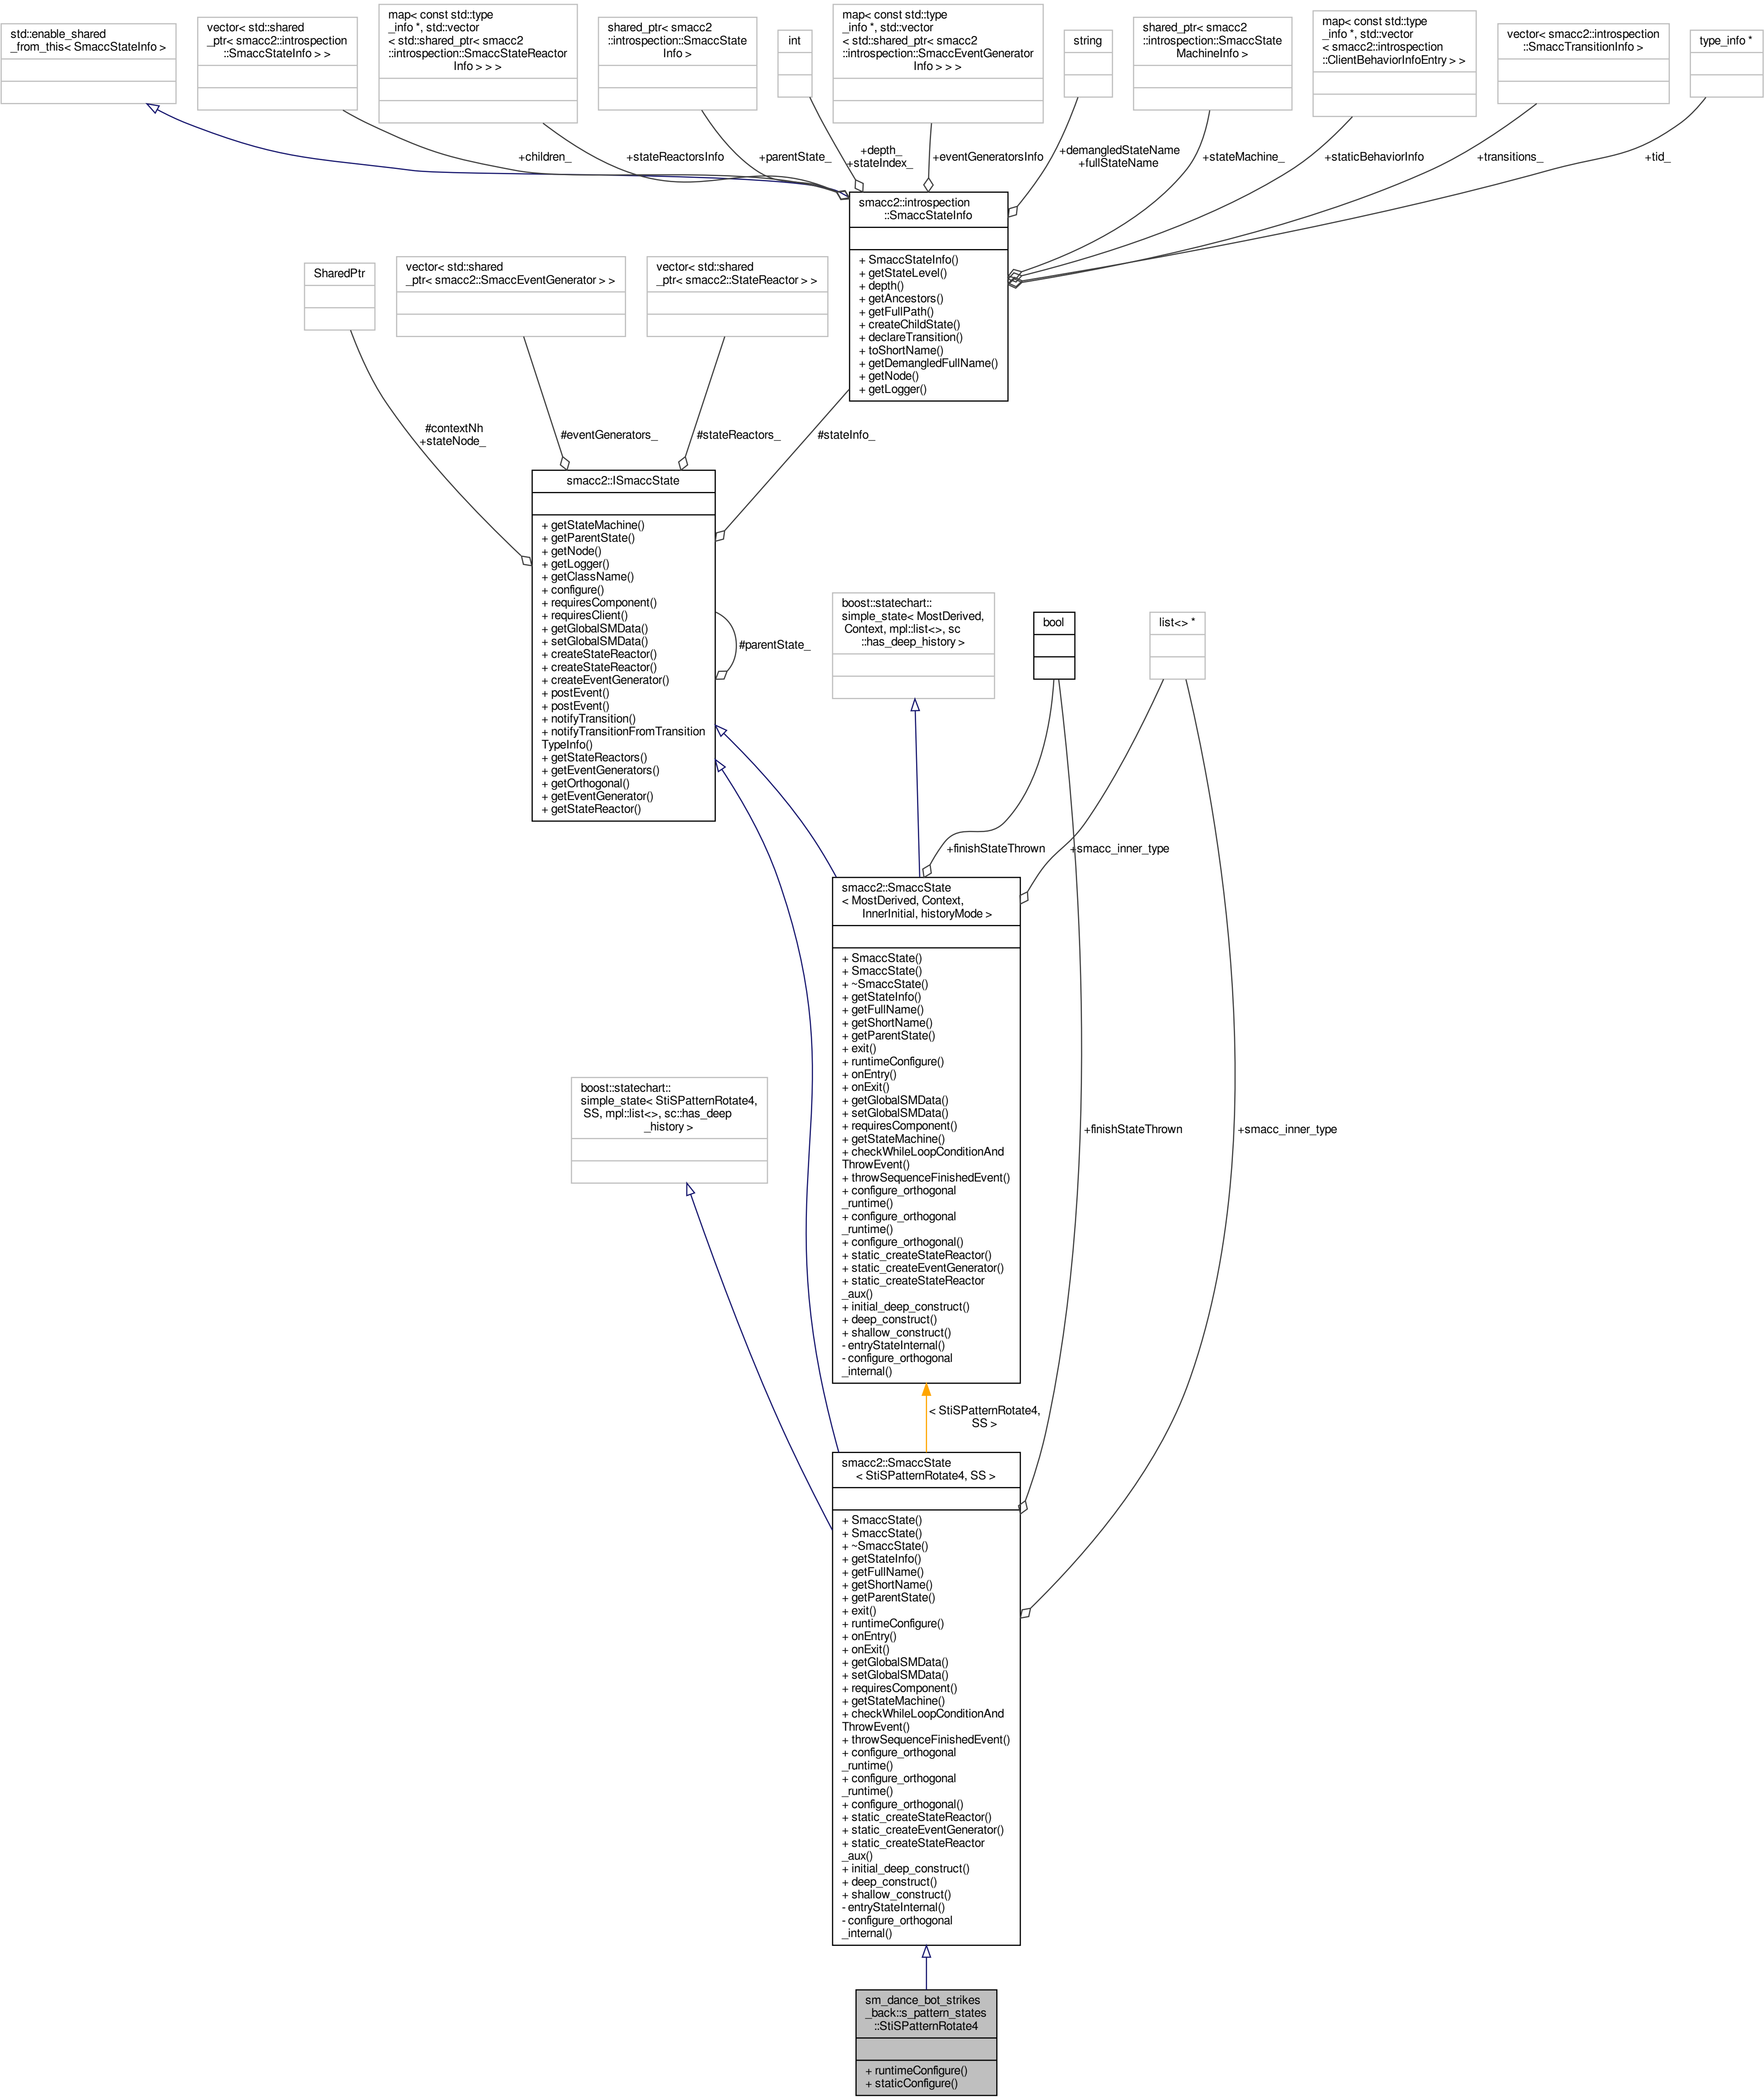 std::enable_shared
_from_this< SmaccStateInfo >
vector< std::shared
_ptr< smacc2::introspection
::SmaccStateInfo > >
map< const std::type
_info *, std::vector
< std::shared_ptr< smacc2
::introspection::SmaccStateReactor
Info > > >
shared_ptr< smacc2
::introspection::SmaccState
Info >
int
map< const std::type
_info *, std::vector
< std::shared_ptr< smacc2
::introspection::SmaccEventGenerator
Info > > >
string
shared_ptr< smacc2
::introspection::SmaccState
MachineInfo >
map< const std::type
_info *, std::vector
< smacc2::introspection
::ClientBehaviorInfoEntry > >
vector< smacc2::introspection
::SmaccTransitionInfo >
type_info *
+children_
+stateReactorsInfo
+parentState_
+depth_
+stateIndex_
+eventGeneratorsInfo
+demangledStateName
+fullStateName
+stateMachine_
+staticBehaviorInfo
+transitions_
+tid_
smacc2::introspection
::SmaccStateInfo
+ SmaccStateInfo()
+ getStateLevel()
+ depth()
+ getAncestors()
+ getFullPath()
+ createChildState()
+ declareTransition()
+ toShortName()
+ getDemangledFullName()
+ getNode()
+ getLogger()
SharedPtr
vector< std::shared
_ptr< smacc2::SmaccEventGenerator > >
vector< std::shared
_ptr< smacc2::StateReactor > >
#contextNh
+stateNode_
#eventGenerators_
#stateReactors_
#stateInfo_
smacc2::ISmaccState
+ getStateMachine()
+ getParentState()
+ getNode()
+ getLogger()
+ getClassName()
+ configure()
+ requiresComponent()
+ requiresClient()
+ getGlobalSMData()
+ setGlobalSMData()
+ createStateReactor()
+ createStateReactor()
+ createEventGenerator()
+ postEvent()
+ postEvent()
+ notifyTransition()
+ notifyTransitionFromTransition
TypeInfo()
+ getStateReactors()
+ getEventGenerators()
+ getOrthogonal()
+ getEventGenerator()
+ getStateReactor()
#parentState_
boost::statechart::
simple_state< MostDerived,
Context, mpl::list<>, sc
::has_deep_history >
bool
list<> *
+finishStateThrown
+smacc_inner_type
smacc2::SmaccState
< MostDerived, Context,
InnerInitial, historyMode >
+ SmaccState()
+ SmaccState()
+ ~SmaccState()
+ getStateInfo()
+ getFullName()
+ getShortName()
+ getParentState()
+ exit()
+ runtimeConfigure()
+ onEntry()
+ onExit()
+ getGlobalSMData()
+ setGlobalSMData()
+ requiresComponent()
+ getStateMachine()
+ checkWhileLoopConditionAnd
ThrowEvent()
+ throwSequenceFinishedEvent()
+ configure_orthogonal
_runtime()
+ configure_orthogonal
_runtime()
+ configure_orthogonal()
+ static_createStateReactor()
+ static_createEventGenerator()
+ static_createStateReactor
_aux()
+ initial_deep_construct()
+ deep_construct()
+ shallow_construct()
- entryStateInternal()
- configure_orthogonal
_internal()
boost::statechart::
simple_state< StiSPatternRotate4,
SS, mpl::list<>, sc::has_deep
_history >
+finishStateThrown
+smacc_inner_type
< StiSPatternRotate4,
SS >
smacc2::SmaccState
< StiSPatternRotate4, SS >
+ SmaccState()
+ SmaccState()
+ ~SmaccState()
+ getStateInfo()
+ getFullName()
+ getShortName()
+ getParentState()
+ exit()
+ runtimeConfigure()
+ onEntry()
+ onExit()
+ getGlobalSMData()
+ setGlobalSMData()
+ requiresComponent()
+ getStateMachine()
+ checkWhileLoopConditionAnd
ThrowEvent()
+ throwSequenceFinishedEvent()
+ configure_orthogonal
_runtime()
+ configure_orthogonal
_runtime()
+ configure_orthogonal()
+ static_createStateReactor()
+ static_createEventGenerator()
+ static_createStateReactor
_aux()
+ initial_deep_construct()
+ deep_construct()
+ shallow_construct()
- entryStateInternal()
- configure_orthogonal
_internal()
sm_dance_bot_strikes
_back::s_pattern_states
::StiSPatternRotate4
+ runtimeConfigure()
+ staticConfigure()